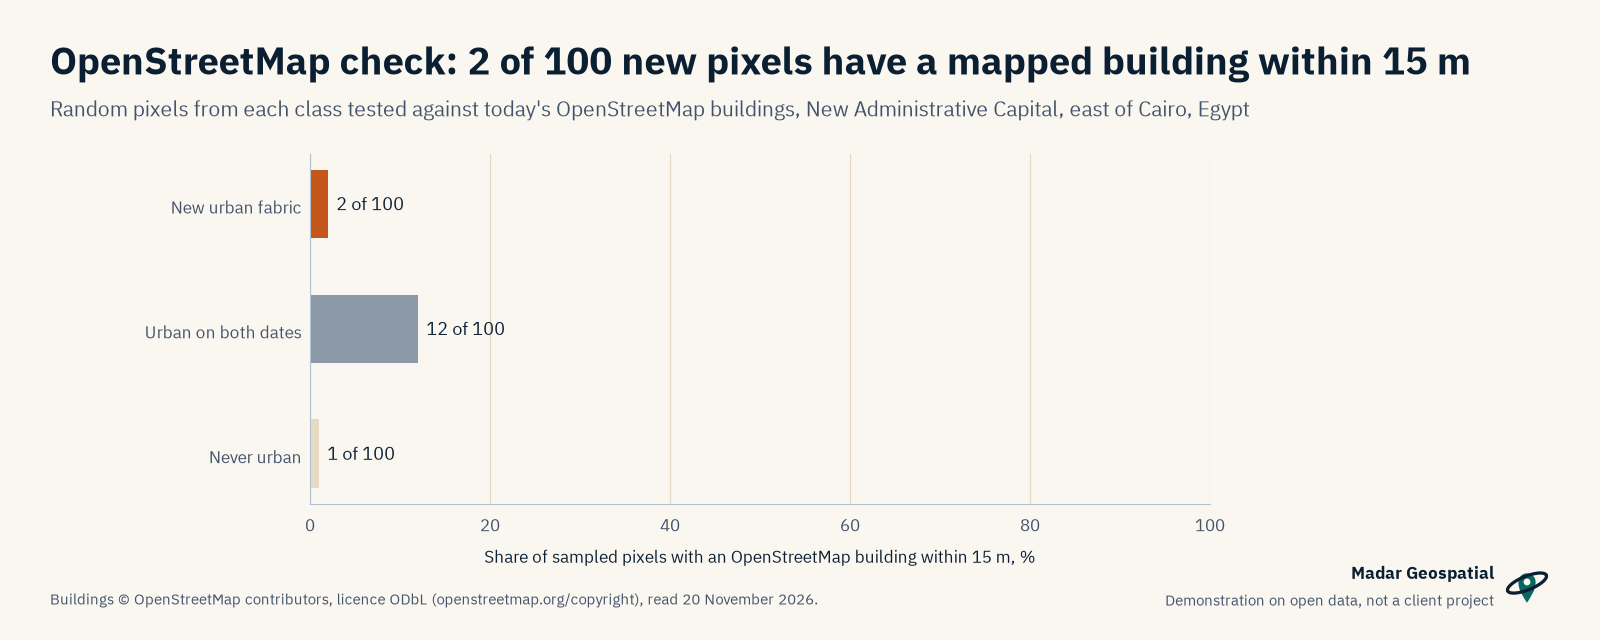 OpenStreetMap check: 2 of 100 new pixels have a mapped building within 15 m
Random pixels from each class tested against today's OpenStreetMap buildings, New Administrative Capital, east of Cairo, Egypt
New urban fabric
2 of 100
Urban on both dates
12 of 100
Never urban
1 of 100
0 20 40 60 80 100
Share of sampled pixels with an OpenStreetMap building within 15 m, %
Madar Geospatial
Buildings © OpenStreetMap contributors, licence ODbL (openstreetmap.org/copyright), read 20 November 2026.
Demonstration on open data, not a client project